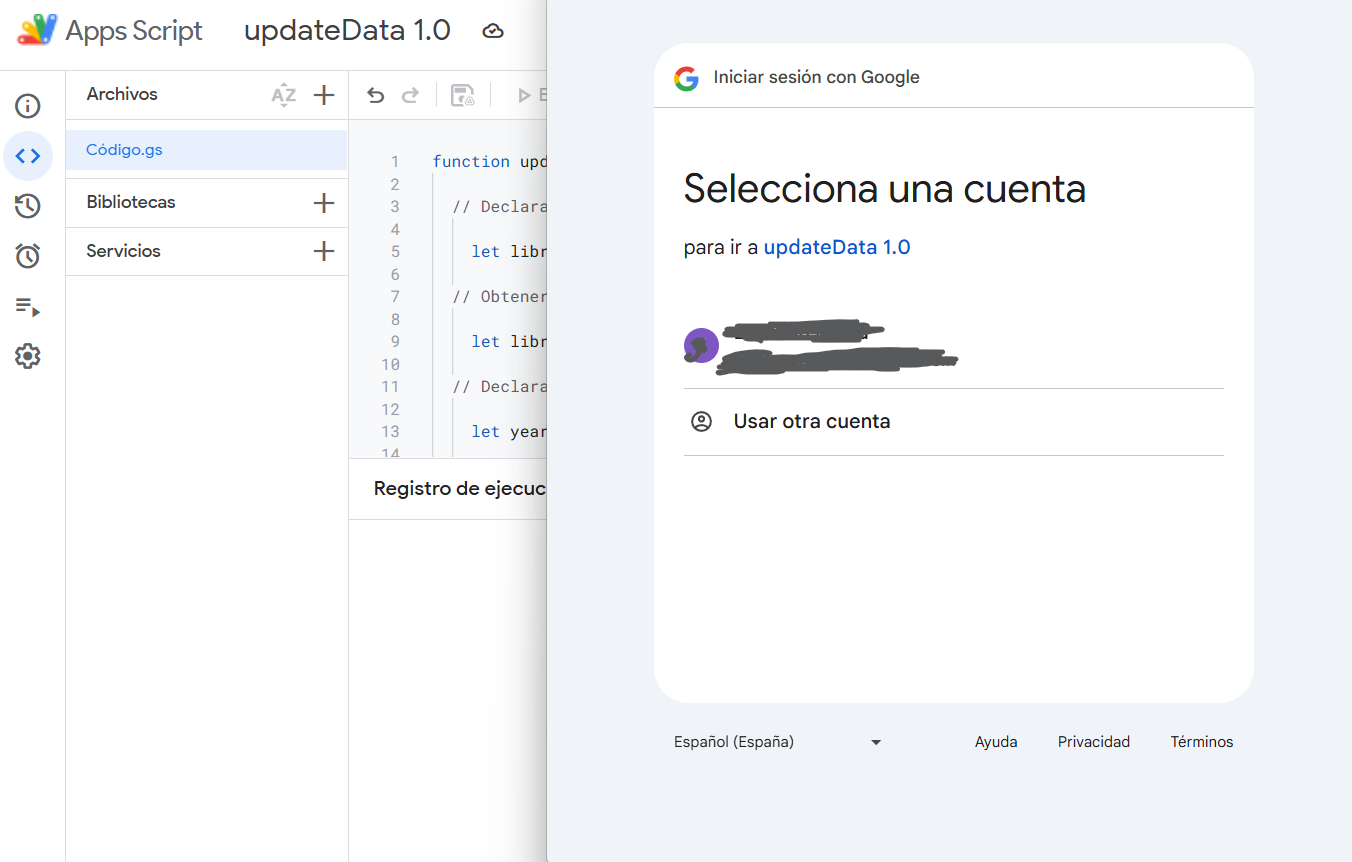 Apps Script
updateData 1.0
Archivos
AZ
Código.gs
Bibliotecas
Servicios
1 function upd
2
3 // Declara
4
5 let libr
6
7 // Obtener
8
9 let libr
10
11 // Declara
12
13 let year
14
Registro de ejecuc
Iniciar sesión con Google
Selecciona una cuenta
para ir a updateData 1.0
Usar otra cuenta
Español (España)
Ayuda
Privacidad
Términos